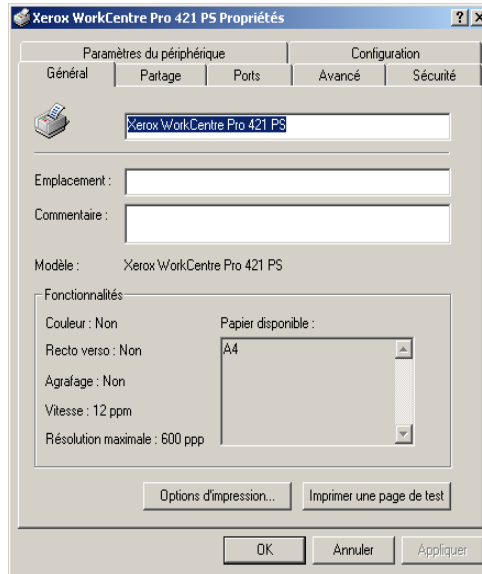 Xerox WorkCentre Pro 421 PS Propriétés
Paramètres du périphérique Configuration
Général Partage Ports Avancé Sécurité
Xerox WorkCentre Pro 421 PS
Emplacement :
Commentaire :
Modèle : Xerox WorkCentre Pro 421 PS
Fonctionnalités
Couleur : Non Papier disponible :
Recto verso : Non A4
Agrafage : Non
Vitesse : 12 ppm
Résolution maximale : 600 ppp
Options d'impression... Imprimer une page de test
OK Annuler Appliquer